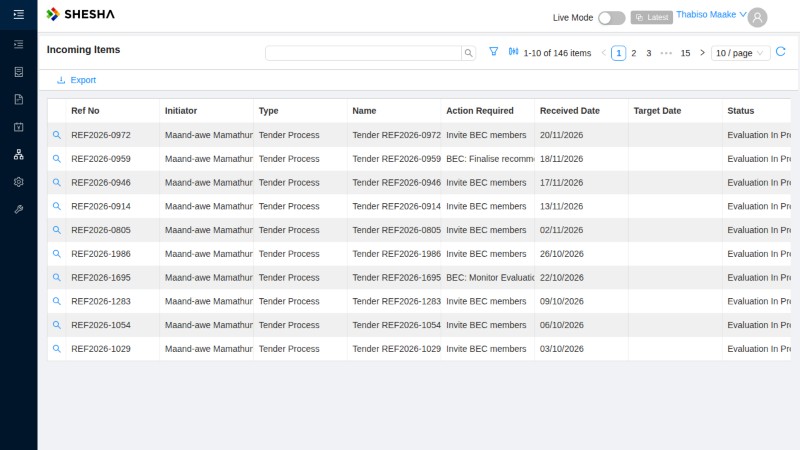 SHESHA
Live Mode Latest Thabiso Maake
Incoming Items
1-10 of 146 items 1 2 3 ••• 15 10 / page
Export
Ref No Initiator Type Name Action Required Received Date Target Date Status
REF2026-0972 Maand-awe Mamathur Tender Process Tender REF2026-0972 Invite BEC members 20/11/2026 Evaluation In Pro
REF2026-0959 Maand-awe Mamathur Tender Process Tender REF2026-0959 BEC: Finalise recomm 18/11/2026 Evaluation In Pro
REF2026-0946 Maand-awe Mamathur Tender Process Tender REF2026-0946 Invite BEC members 17/11/2026 Evaluation In Pro
REF2026-0914 Maand-awe Mamathur Tender Process Tender REF2026-0914 Invite BEC members 13/11/2026 Evaluation In Pro
REF2026-0805 Maand-awe Mamathur Tender Process Tender REF2026-0805 Invite BEC members 02/11/2026 Evaluation In Pro
REF2026-1986 Maand-awe Mamathur Tender Process Tender REF2026-1986 Invite BEC members 26/10/2026 Evaluation In Pro
REF2026-1695 Maand-awe Mamathur Tender Process Tender REF2026-1695 BEC: Monitor Evaluatic 22/10/2026 Evaluation In Pro
REF2026-1283 Maand-awe Mamathur Tender Process Tender REF2026-1283 Invite BEC members 09/10/2026 Evaluation In Pro
REF2026-1054 Maand-awe Mamathur Tender Process Tender REF2026-1054 Invite BEC members 06/10/2026 Evaluation In Pro
REF2026-1029 Maand-awe Mamathur Tender Process Tender REF2026-1029 Invite BEC members 03/10/2026 Evaluation In Pro